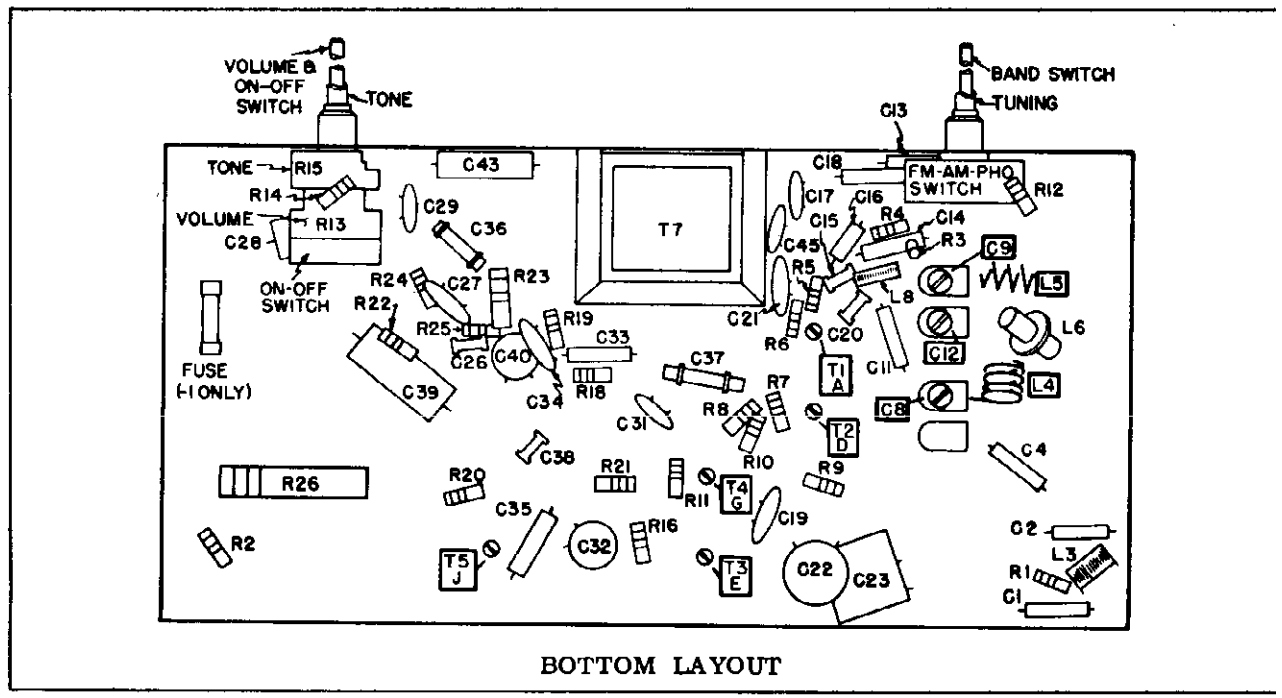 VOLUME &
ON-OFF
SWITCH
TONE
BAND SWITCH
TUNING
C13
C18
FM-AM-PHO
SWITCH
TONE
R15
R14
VOLUME
R13
C28
ON-OFF
SWITCH
C43
C29
C36
T7
C17
C16
C15
C45
R4
C14
R3
R12
C9
L5
R24
C27
R23
R22
R25
C26
C40
R19
C33
C34
R18
C21
R5
R6
C20
L8
C11
C12
L6
FUSE
(-1 ONLY)
C39
C37
C31
R7
R8
R10
T1
A
T2
D
C8
L4
C38
R26
R20
C35
R21
R11
T4
G
R9
C19
C4
R2
T5
J
C32
R16
T3
E
C22
C23
C2
L3
R1
C1
BOTTOM LAYOUT